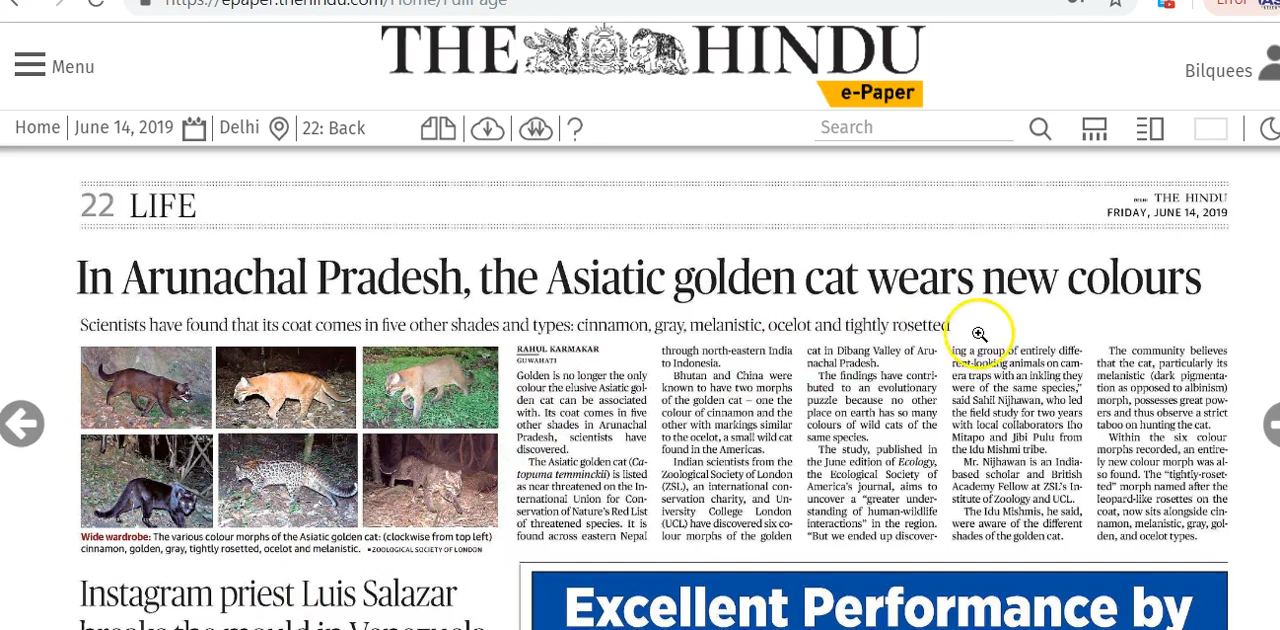 https://epaper.thehindu.com/Home/FullPage
Error
Menu
THE HINDU
e-Paper
Bilquees
Home June 14, 2019 Delhi 22: Back
?
Search
22 LIFE
THE HINDU
FRIDAY, JUNE 14, 2019
In Arunachal Pradesh, the Asiatic golden cat wears new colours
Scientists have found that its coat comes in five other shades and types: cinnamon, gray, melanistic, ocelot and tightly rosetted
Wide wardrobe: The various colour morphs of the Asiatic golden cat: (clockwise from top left)
cinnamon, golden, gray, tightly rosetted, ocelot and melanistic. ▪ZOOLOGICAL SOCIETY OF LONDON
RAHUL KARMAKAR
GUWAHATI
Golden is no longer the only
colour the elusive Asiatic gol-
den cat can be associated
with. Its coat comes in five
other shades in Arunachal
Pradesh, scientists have
discovered.
The Asiatic golden cat (Ca-
topuma temminckii) is listed
as near threatened on the In-
ternational Union for Con-
servation of Nature's Red List
of threatened species. It is
found across eastern Nepal
through north-eastern India
to Indonesia.
Bhutan and China were
known to have two morphs
of the golden cat – one the
colour of cinnamon and the
other with markings similar
to the ocelot, a small wild cat
found in the Americas.
Indian scientists from the
Zoological Society of London
(ZSL), an international con-
servation charity, and Un-
iversity College London
(UCL) have discovered six co-
lour morphs of the golden
cat in Dibang Valley of Aru-
nachal Pradesh.
The findings have contri-
buted to an evolutionary
puzzle because no other
place on earth has so many
colours of wild cats of the
same species.
The study, published in
the June edition of Ecology,
the Ecological Society of
America's journal, aims to
uncover a "greater under-
standing of human-wildlife
interactions" in the region.
"But we ended up discover-
ing a group of entirely diffe-
rent-looking animals on cam-
era traps with an inkling they
were of the same species,"
said Sahil Nijhawan, who led
the field study for two years
with local collaborators Iho
Mitapo and Jibi Pulu from
the Idu Mishmi tribe.
Mr. Nijhawan is an India-
based scholar and British
Academy Fellow at ZSL's In-
stitute of Zoology and UCL.
The Idu Mishmis, he said,
were aware of the different
shades of the golden cat.
The community believes
that the cat, particularly its
melanistic (dark pigmenta-
tion as opposed to albinism)
morph, possesses great pow-
ers and thus observe a strict
taboo on hunting the cat.
Within the six colour
morphs recorded, an entire-
ly new colour morph was al-
so found. The "tightly-roset-
ted" morph named after the
leopard-like rosettes on the
coat, now sits alongside cin-
namon, melanistic, gray, gol-
den, and ocelot types.
Instagram priest Luis Salazar
breaks the mould in Venezuela
Excellent Performance by